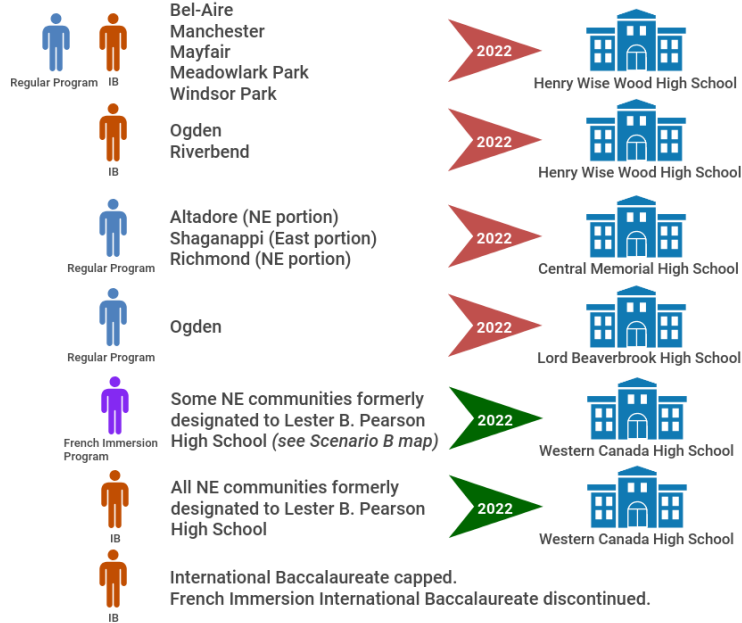 Bel-Aire
Manchester
Mayfair
Meadowlark Park
Windsor Park
Regular Program
IB
2022
Henry Wise Wood High School
Ogden
Riverbend
IB
2022
Henry Wise Wood High School
Altadore (NE portion)
Shaganappi (East portion)
Richmond (NE portion)
Regular Program
2022
Central Memorial High School
Ogden
Regular Program
2022
Lord Beaverbrook High School
Some NE communities formerly
designated to Lester B. Pearson
High School (see Scenario B map)
French Immersion
Program
2022
Western Canada High School
All NE communities formerly
designated to Lester B. Pearson
High School
IB
2022
Western Canada High School
International Baccalaureate capped.
French Immersion International Baccalaureate discontinued.
IB